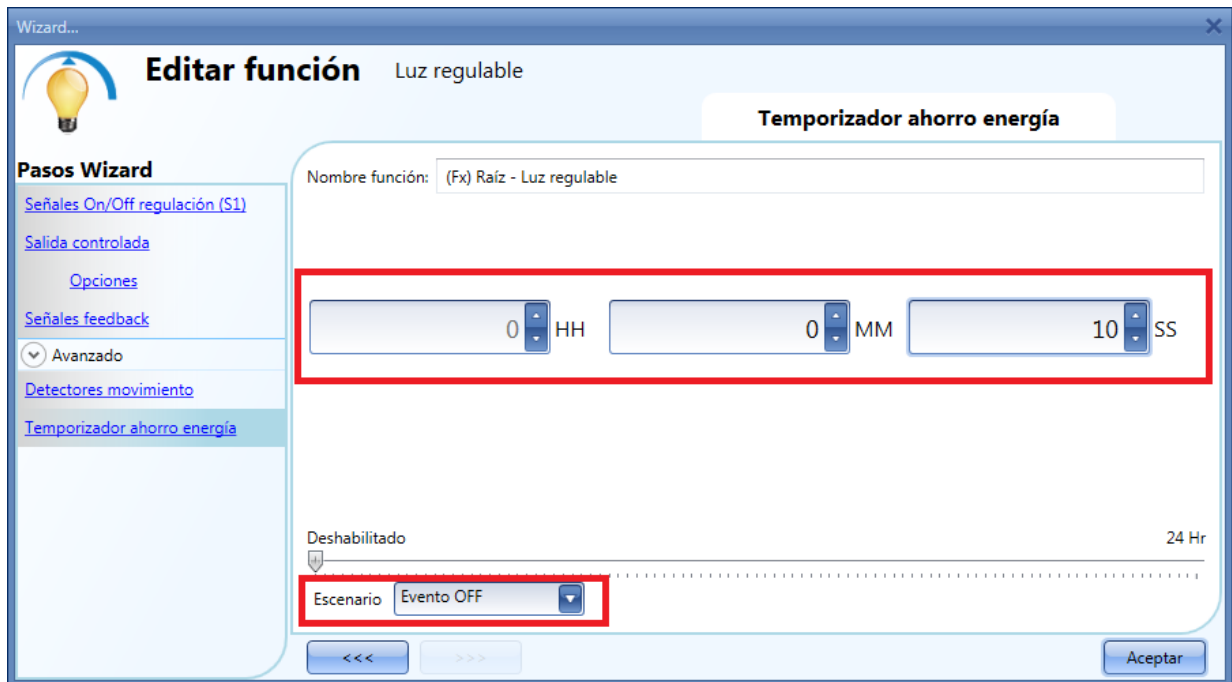 Wizard...
Editar función Luz regulable
Temporizador ahorro energía
Pasos Wizard
Señales On/Off regulación (S1)
Salida controlada
Opciones
Señales feedback
Avanzado
Detectores movimiento
Temporizador ahorro energía
Nombre función: (Fx) Raíz - Luz regulable
0 HH 0 MM 10 SS
Deshabilitado 24 Hr
Escenario Evento OFF
<<< >>> Aceptar